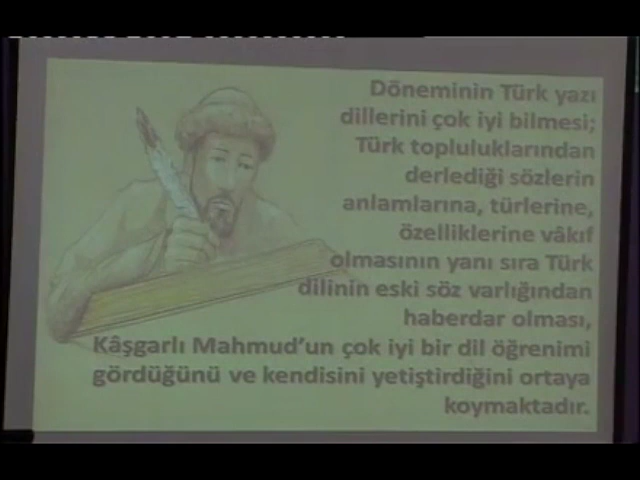 Döneminin Türk yazı
dillerini çok iyi bilmesi;
Türk topluluklarından
derlediği sözlerin
anlamlarına, türlerine,
özelliklerine vâkıf
olmasının yanı sıra Türk
dilinin eski söz varlığından
haberdar olması,
Kâşgarlı Mahmud'un çok iyi bir dil öğrenimi
gördüğünü ve kendisini yetiştirdiğini ortaya
koymaktadır.